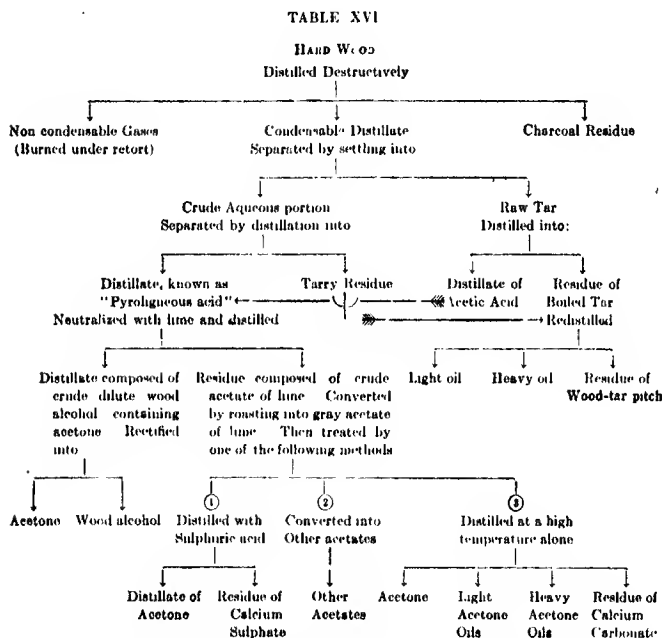 TABLE XVI
HARD WOOD
Distilled Destructively
Non condensable Gases
(Burned under retort)
Condensable Distillate
Separated by settling into
Charcoal Residue
Crude Aqueous portion
Separated by distillation into
Raw Tar
Distilled into:
Distillate, known as
"Pyroligneous acid"
Neutralized with lime and distilled
Tarry Residue
Distillate of
Acetic Acid
Residue of
Boiled Tar
Redistilled
Distillate composed of
crude dilute wood
alcohol containing
acetone Rectified
into
Residue composed of crude
acetate of lime Converted
by roasting into gray acetate
of lime Then treated by
one of the following methods
Light oil
Heavy oil
Residue of
Wood-tar pitch
Acetone
Wood alcohol
1
Distilled with
Sulphuric acid
2
Converted into
Other acetates
3
Distilled at a high
temperature alone
Distillate of
Acetone
Residue of
Calcium
Sulphate
Other
Acetates
Acetone
Light
Acetone
Oils
Heavy
Acetone
Oils
Residue of
Calcium
Carbonate